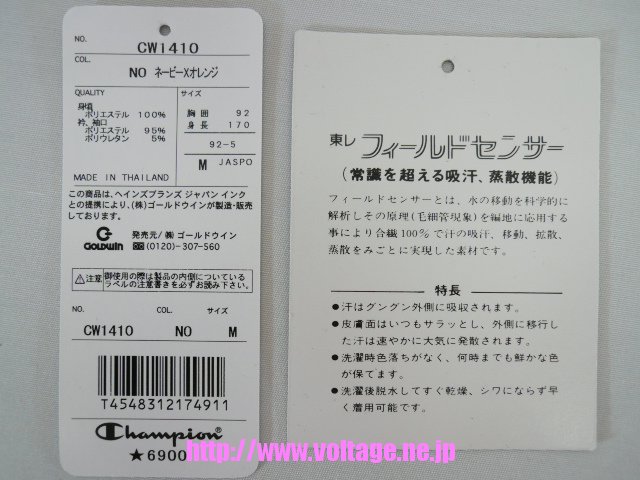 NO.
CW1410
COL.
NO ネービーXオレンジ
QUALITY
身頃
ポリエステル 100%
衿、袖口
ポリエステル 95%
ポリウレタン 5%
MADE IN THAILAND
サイズ
胸囲 92
身長 170
92-5
M JASPO
この商品は、ヘインズブランズ ジャパン インク
との提携により、(株)ゴールドウインが製造・販売
しております。
GOLDWIN
発売元/(株)ゴールドウイン
(0120)-307-560
注意
御使用の際は製品の内側についている
ラベルの注意書きを必ずお読み下さい。
NO. COL. サイズ
CW1410 NO M
T4548312174911
Champion
★6900
東レ フィールドセンサー
(常識を超える吸汗、蒸散機能)
フィールドセンサーとは、水の移動を科学的に
解析しその原理(毛細管現象)を編地に応用する
事により合繊100%で汗の吸汗、移動、拡散、
蒸散をみごとに実現した素材です。
特長
●汗はグングン外側に吸収されます。
●皮膚面はいつもサラッとし、外側に移行し
た汗は速やかに大気に発散されます。
●洗濯時色落ちがなく、何時までも鮮かな色
が保てます。
●洗濯後脱水してすぐ乾燥、シワにならず早
く着用可能です。
http://www.voltage.ne.jp